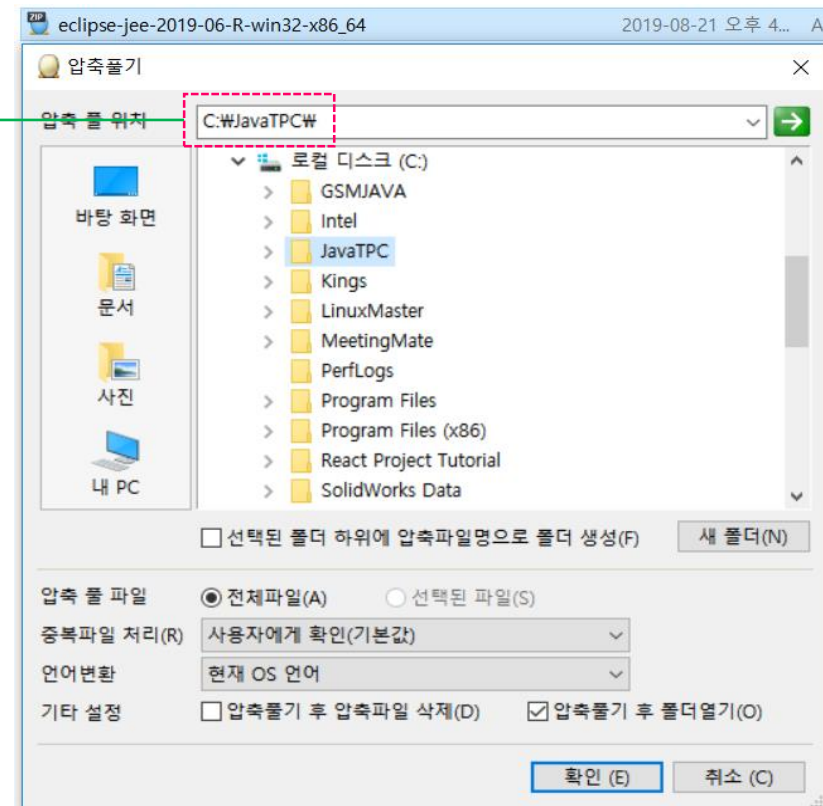 ZIP eclipse-jee-2019-06-R-win32-x86_64 2019-08-21 오후 4... A
압축풀기
압축 풀 위치 C:₩JavaTPC₩
로컬 디스크 (C:)
GSMJAVA
바탕 화면
Intel
JavaTPC
Kings
문서
LinuxMaster
MeetingMate
PerfLogs
사진
Program Files
Program Files (x86)
React Project Tutorial
내 PC
SolidWorks Data
선택된 폴더 하위에 압축파일명으로 폴더 생성(F) 새 폴더(N)
압축 풀 파일 전체파일(A) 선택된 파일(S)
중복파일 처리(R) 사용자에게 확인(기본값)
언어변환 현재 OS 언어
기타 설정 압축풀기 후 압축파일 삭제(D) 압축풀기 후 폴더열기(O)
확인 (E) 취소 (C)